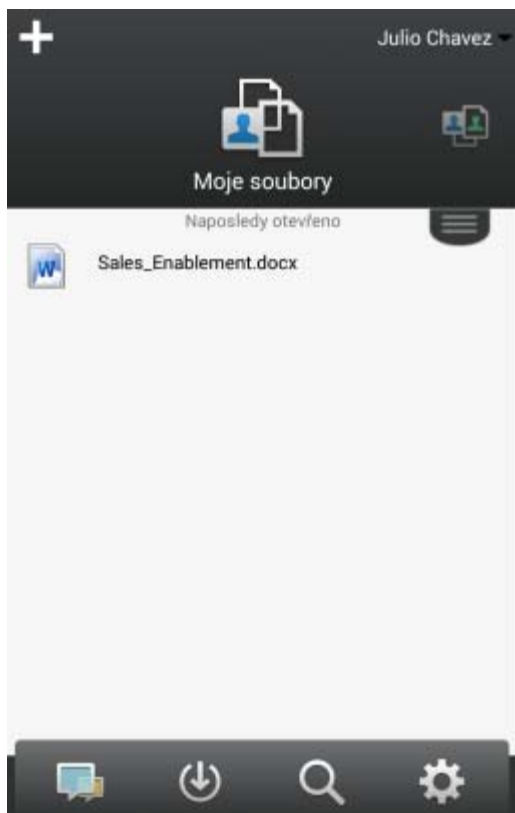 Julio Chavez
Moje soubory
Naposledy otevřeno
Sales_Enablement.docx